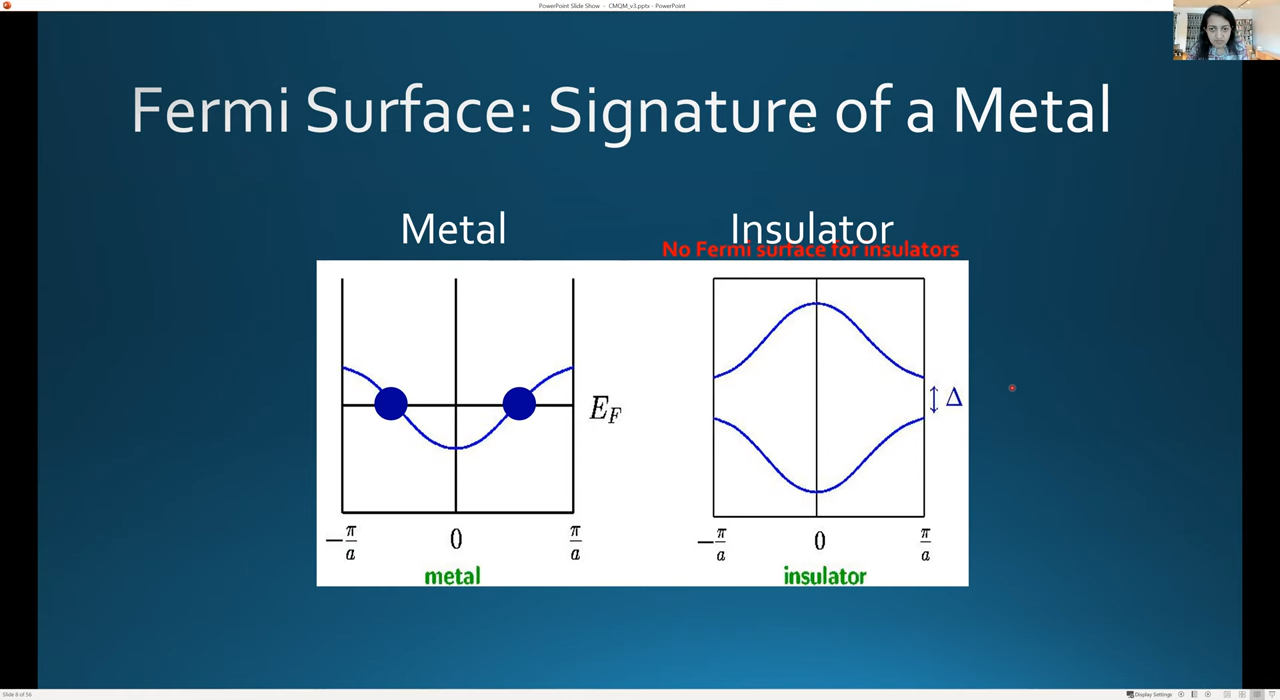 PowerPoint Slide Show - CMQM_v3.pptx - PowerPoint
Fermi Surface: Signature of a Metal
Metal
Insulator
No Fermi surface for insulators
E_F
Δ
−π/a 0 π/a
−π/a 0 π/a
metal
insulator
Slide 8 of 56
Display Settings